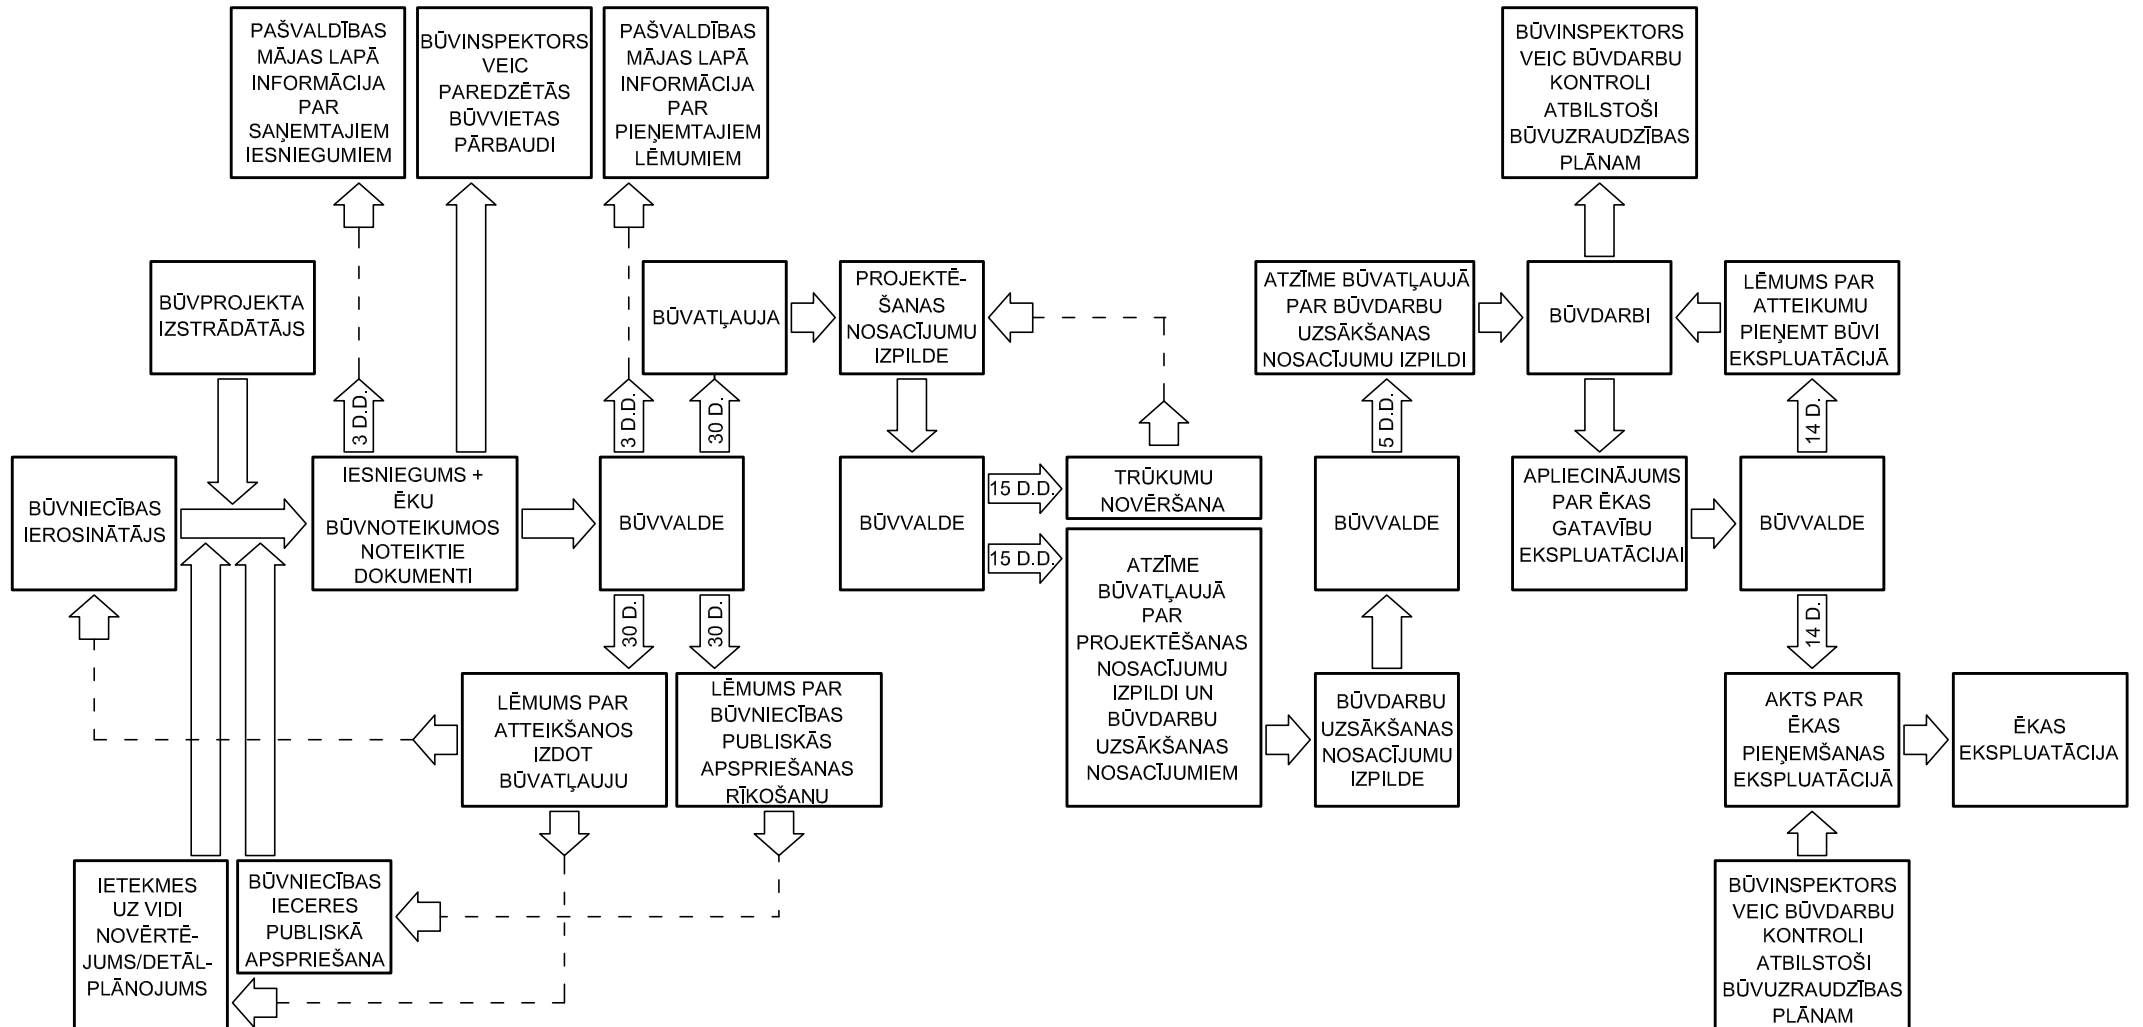 PAŠVALDĪBAS
MĀJAS LAPĀ
INFORMĀCIJA
PAR
SAŅEMTAJIEM
IESNIEGUMIEM
BŪVINSPEKTORS
VEIC
PAREDZĒTĀS
BŪVVIETAS
PĀRBAUDI
PAŠVALDĪBAS
MĀJAS LAPĀ
INFORMĀCIJA
PAR
PIEŅEMTAJIEM
LĒMUMIEM
BŪVINSPEKTORS
VEIC BŪVDARBU
KONTROLI
ATBILSTOŠI
BŪVUZRAUDZĪBAS
PLĀNAM
BŪVPROJEKTA
IZSTRĀDĀTĀJS
BŪVATĻAUJA
PROJEKTĒ-
ŠANAS
NOSACĪJUMU
IZPILDE
ATZĪME BŪVATĻAUJĀ
PAR BŪVDARBU
UZSĀKŠANAS
NOSACĪJUMU IZPILDI
BŪVDARBI
LĒMUMS PAR
ATTEIKUMU
PIEŅEMT BŪVI
EKSPLUATĀCIJĀ
3 D.D.
3 D.D.
30 D.
5 D.D.
14 D.
BŪVNIECĪBAS
IEROSINĀTĀJS
IESNIEGUMS +
ĒKU
BŪVNOTEIKUMOS
NOTEIKTIE
DOKUMENTI
BŪVVALDE
BŪVVALDE
15 D.D.
15 D.D.
TRŪKUMU
NOVĒRŠANA
BŪVVALDE
APLIECINĀJUMS
PAR ĒKAS
GATAVĪBU
EKSPLUATĀCIJAI
BŪVVALDE
30 D.
30 D.
14 D.
ATZĪME
BŪVATĻAUJĀ
PAR
PROJEKTĒŠANAS
NOSACĪJUMU
IZPILDI UN
BŪVDARBU
UZSĀKŠANAS
NOSACĪJUMIEM
LĒMUMS PAR
ATTEIKŠANOS
IZDOT
BŪVATĻAUJU
LĒMUMS PAR
BŪVNIECĪBAS
PUBLISKĀS
APSPRIEŠANAS
RĪKOŠANU
BŪVDARBU
UZSĀKŠANAS
NOSACĪJUMU
IZPILDE
AKTS PAR
ĒKAS
PIEŅEMŠANAS
EKSPLUATĀCIJĀ
ĒKAS
EKSPLUATĀCIJA
IETEKMES
UZ VIDI
NOVĒRTĒ-
JUMS/DETĀL-
PLĀNOJUMS
BŪVNIECĪBAS
IECERES
PUBLISKĀ
APSPRIEŠANA
BŪVINSPEKTORS
VEIC BŪVDARBU
KONTROLI
ATBILSTOŠI
BŪVUZRAUDZĪBAS
PLĀNAM